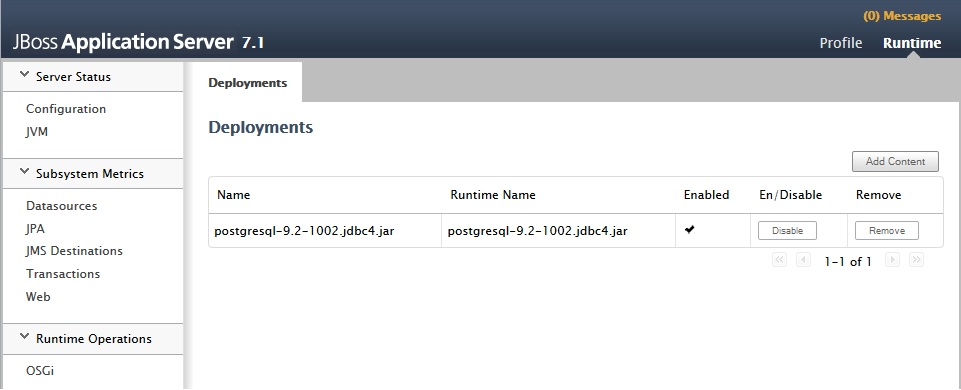 (0) Messages
JBoss Application Server 7.1
Profile Runtime
Server Status
Configuration
JVM
Subsystem Metrics
Datasources
JPA
JMS Destinations
Transactions
Web
Runtime Operations
OSGi
Deployments
Deployments
Add Content
Name Runtime Name Enabled En/Disable Remove
postgresql-9.2-1002.jdbc4.jar postgresql-9.2-1002.jdbc4.jar Disable Remove
1-1 of 1